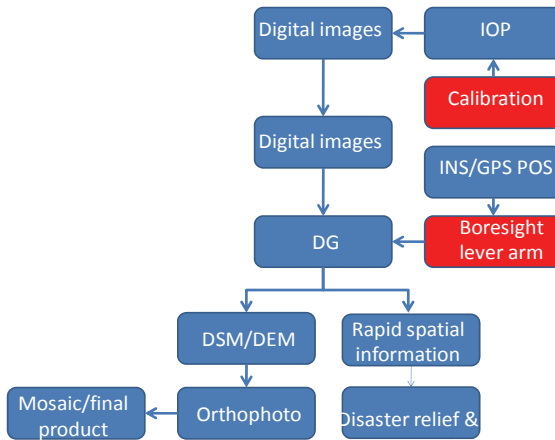 Digital images
IOP
Calibration
Digital images
INS/GPS POS
Boresight
lever arm
DG
DSM/DEM
Rapid spatial
information
Mosaic/final
product
Orthophoto
Disaster relief &